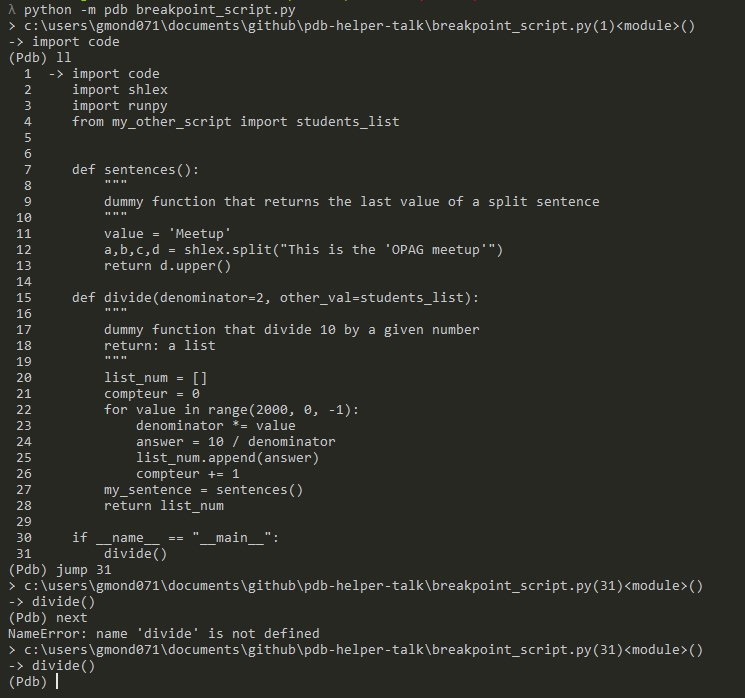 λ python -m pdb breakpoint_script.py
> c:\users\gmond071\documents\github\pdb-helper-talk\breakpoint_script.py(1)<module>()
-> import code
(Pdb) ll
  1  -> import code
  2     import shlex
  3     import runpy
  4     from my_other_script import students_list
  5
  6
  7     def sentences():
  8         """
  9         dummy function that returns the last value of a split sentence
 10         """
 11         value = 'Meetup'
 12         a,b,c,d = shlex.split("This is the 'OPAG meetup'")
 13         return d.upper()
 14
 15     def divide(denominator=2, other_val=students_list):
 16         """
 17         dummy function that divide 10 by a given number
 18         return: a list
 19         """
 20         list_num = []
 21         compteur = 0
 22         for value in range(2000, 0, -1):
 23             denominator *= value
 24             answer = 10 / denominator
 25             list_num.append(answer)
 26             compteur += 1
 27         my_sentence = sentences()
 28         return list_num
 29
 30     if __name__ == "__main__":
 31         divide()
(Pdb) jump 31
> c:\users\gmond071\documents\github\pdb-helper-talk\breakpoint_script.py(31)<module>()
-> divide()
(Pdb) next
NameError: name 'divide' is not defined
> c:\users\gmond071\documents\github\pdb-helper-talk\breakpoint_script.py(31)<module>()
-> divide()
(Pdb)